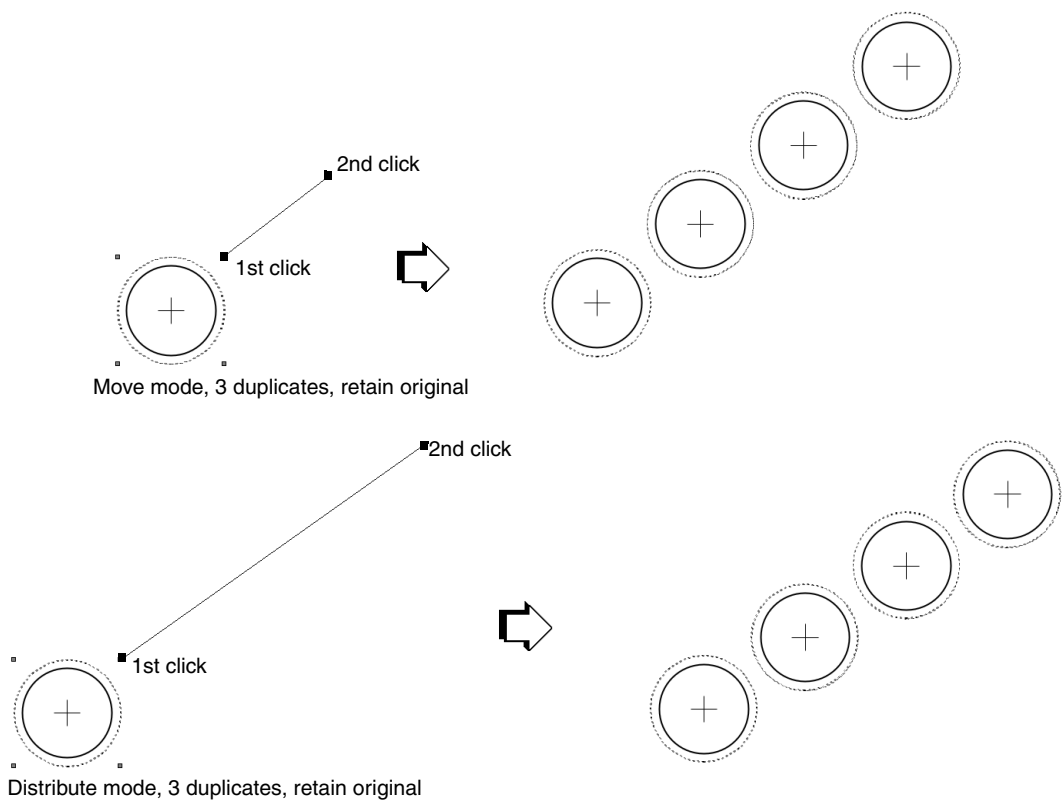 2nd click
1st click
Move mode, 3 duplicates, retain original
2nd click
1st click
Distribute mode, 3 duplicates, retain original